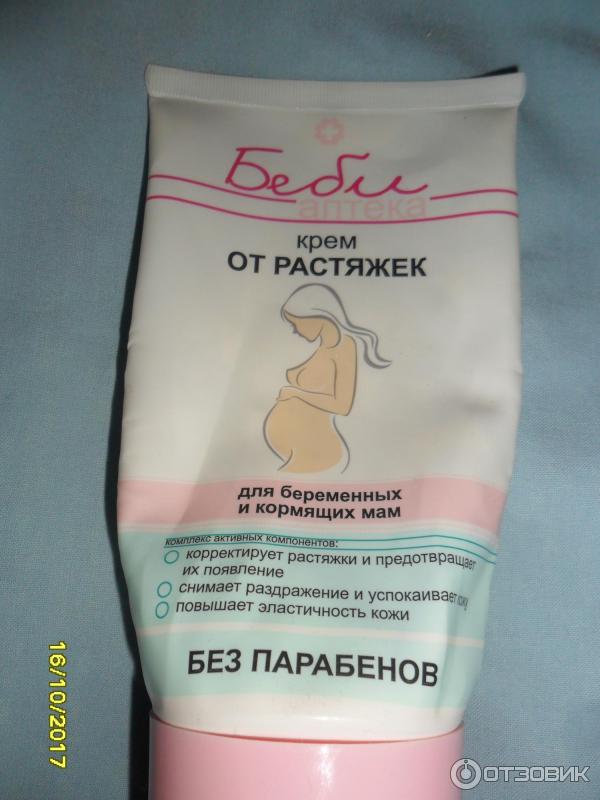 Беби
аптека
крем
ОТ РАСТЯЖЕК
для беременных
и кормящих мам
комплекс активных компонентов:
корректирует растяжки и предотвращает
их появление
снимает раздражение и успокаивает кожу
повышает эластичность кожи
БЕЗ ПАРАБЕНОВ
16/10/2017
ОТЗОВИК